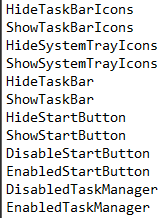 HideTaskBarIcons
ShowTaskBarIcons
HideSystemTrayIcons
ShowSystemTrayIcons
HideTaskBar
ShowTaskBar
HideStartButton
ShowStartButton
DisableStartButton
EnabledStartButton
DisabledTaskManager
EnabledTaskManager